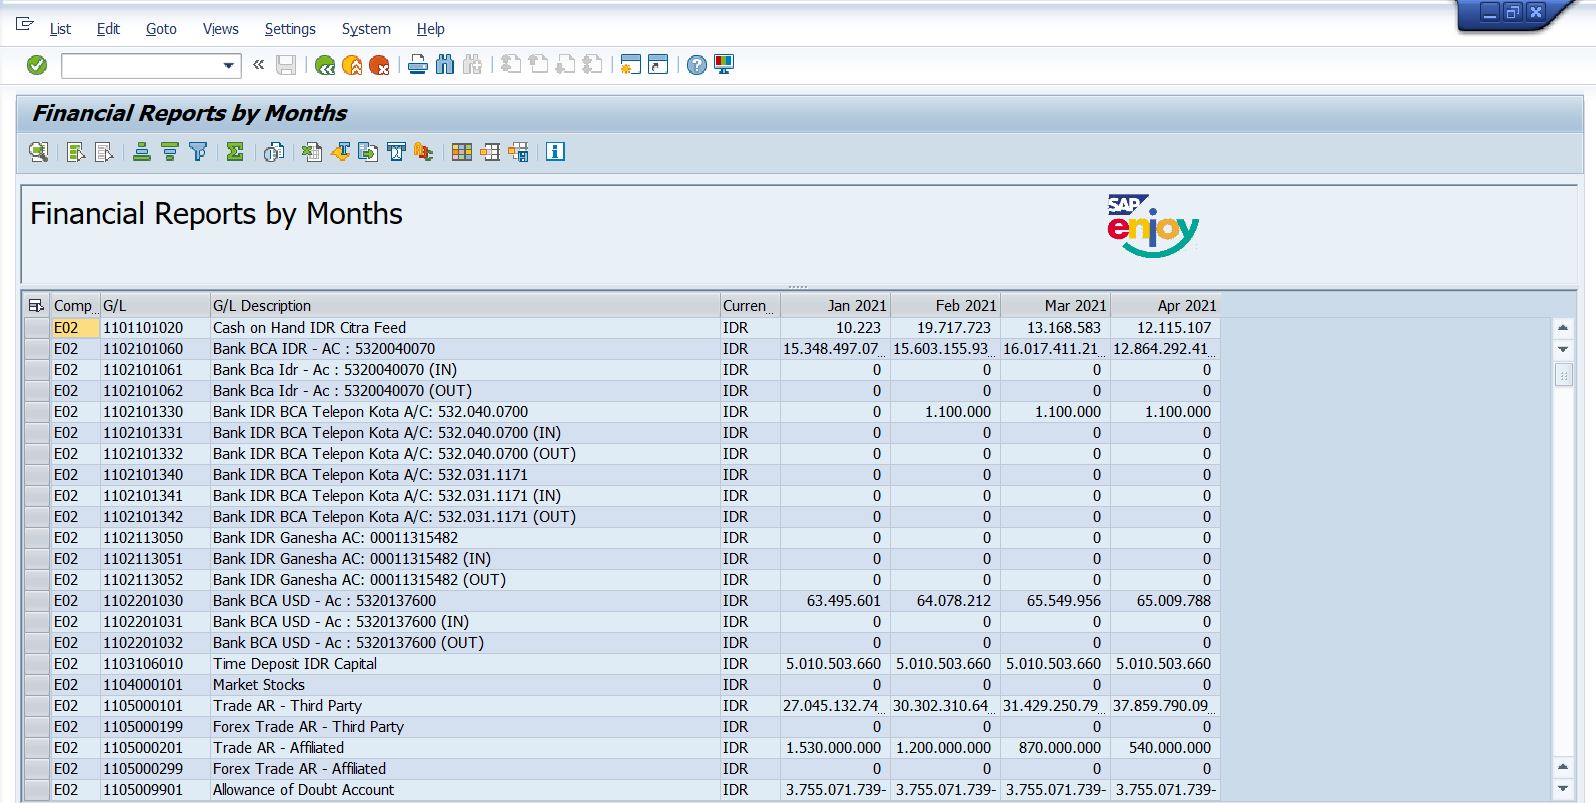 List Edit Goto Views Settings System Help
Financial Reports by Months
Financial Reports by Months
SAP enjoy
Comp... G/L G/L Description Curren... Jan 2021 Feb 2021 Mar 2021 Apr 2021
E02 1101101020 Cash on Hand IDR Citra Feed IDR 10.223 19.717.723 13.168.583 12.115.107
E02 1102101060 Bank BCA IDR - AC : 5320040070 IDR 15.348.497.07... 15.603.155.93... 16.017.411.21... 12.864.292.41...
E02 1102101061 Bank Bca Idr - Ac : 5320040070 (IN) IDR 0 0 0 0
E02 1102101062 Bank Bca Idr - Ac : 5320040070 (OUT) IDR 0 0 0 0
E02 1102101330 Bank IDR BCA Telepon Kota A/C: 532.040.0700 IDR 0 1.100.000 1.100.000 1.100.000
E02 1102101331 Bank IDR BCA Telepon Kota A/C: 532.040.0700 (IN) IDR 0 0 0 0
E02 1102101332 Bank IDR BCA Telepon Kota A/C: 532.040.0700 (OUT) IDR 0 0 0 0
E02 1102101340 Bank IDR BCA Telepon Kota A/C: 532.031.1171 IDR 0 0 0 0
E02 1102101341 Bank IDR BCA Telepon Kota A/C: 532.031.1171 (IN) IDR 0 0 0 0
E02 1102101342 Bank IDR BCA Telepon Kota A/C: 532.031.1171 (OUT) IDR 0 0 0 0
E02 1102113050 Bank IDR Ganesha AC: 00011315482 IDR 0 0 0 0
E02 1102113051 Bank IDR Ganesha AC: 00011315482 (IN) IDR 0 0 0 0
E02 1102113052 Bank IDR Ganesha AC: 00011315482 (OUT) IDR 0 0 0 0
E02 1102201030 Bank BCA USD - Ac : 5320137600 IDR 63.495.601 64.078.212 65.549.956 65.009.788
E02 1102201031 Bank BCA USD - Ac : 5320137600 (IN) IDR 0 0 0 0
E02 1102201032 Bank BCA USD - Ac : 5320137600 (OUT) IDR 0 0 0 0
E02 1103106010 Time Deposit IDR Capital IDR 5.010.503.660 5.010.503.660 5.010.503.660 5.010.503.660
E02 1104000101 Market Stocks IDR 0 0 0 0
E02 1105000101 Trade AR - Third Party IDR 27.045.132.74... 30.302.310.64... 31.429.250.79... 37.859.790.09...
E02 1105000199 Forex Trade AR - Third Party IDR 0 0 0 0
E02 1105000201 Trade AR - Affiliated IDR 1.530.000.000 1.200.000.000 870.000.000 540.000.000
E02 1105000299 Forex Trade AR - Affiliated IDR 0 0 0 0
E02 1105009901 Allowance of Doubt Account IDR 3.755.071.739- 3.755.071.739- 3.755.071.739- 3.755.071.739-